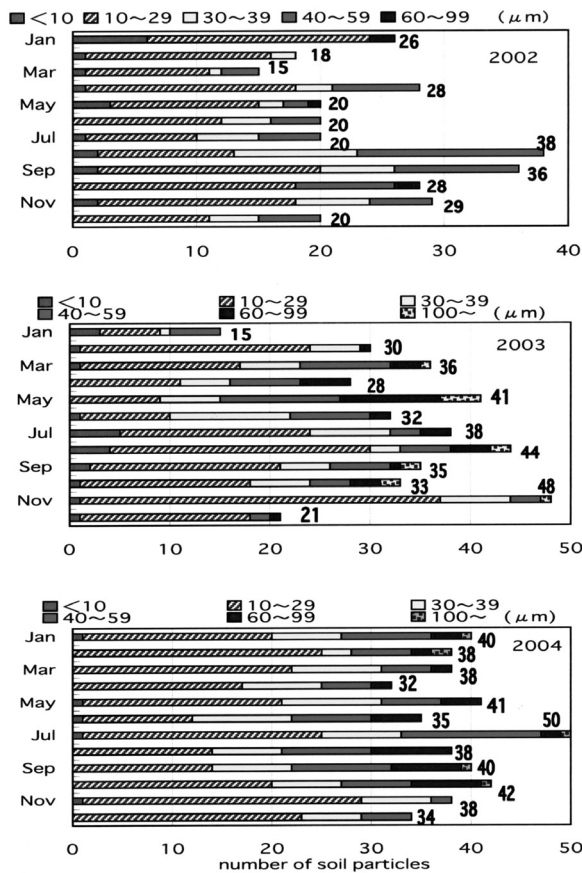 <10 10~29 30~39 40~59 60~99 (μm)
2002
Jan 26
18
Mar 15
28
May 20
20
Jul 20
38
Sep 36
28
Nov 29
20
0 10 20 30 40
<10 10~29 30~39
40~59 60~99 100~ (μm)
2003
Jan 15
30
Mar 36
28
May 41
32
Jul 38
44
Sep 35
33
Nov 48
21
0 10 20 30 40 50
<10 10~29 30~39
40~59 60~99 100~ (μm)
2004
Jan 40
38
Mar 38
32
May 41
35
Jul 50
38
Sep 40
42
Nov 38
34
0 10 20 30 40 50
number of soil particles